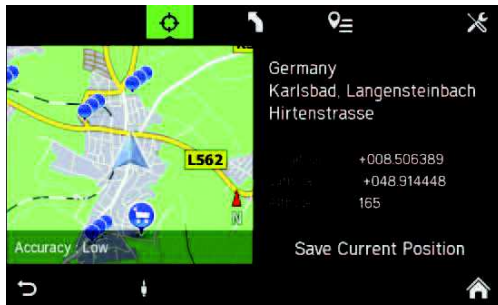 Germany
Karlsbad, Langensteinbach
Hirtenstrasse
L562
+008.506389
+048.914448
165
N
Accuracy : Low
Save Current Position